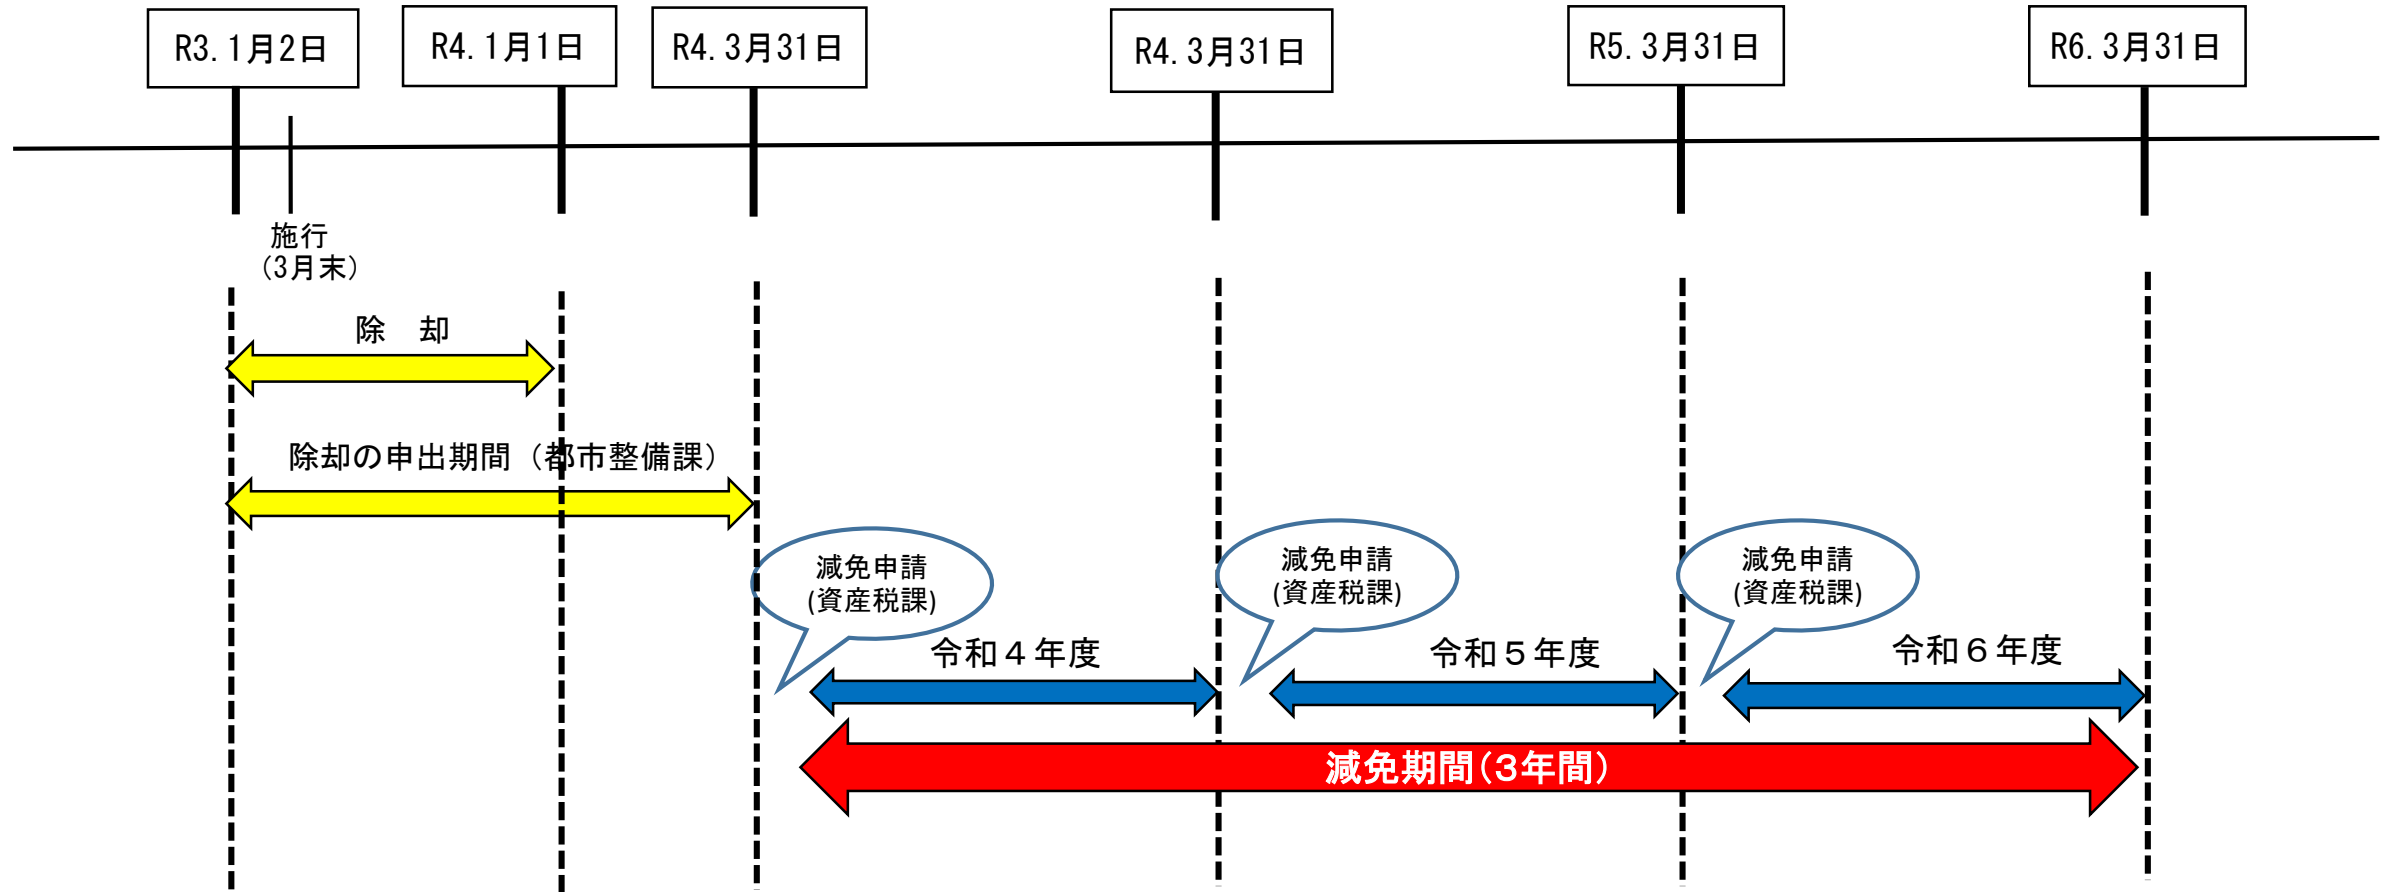 R3.1月2日
R4.1月1日
R4.3月31日
R4.3月31日
R5.3月31日
R6.3月31日
施行
(3月末)
除　却
除却の申出期間（都市整備課）
減免申請
(資産税課)
減免申請
(資産税課)
減免申請
(資産税課)
令和４年度
令和５年度
令和６年度
減免期間(3年間)